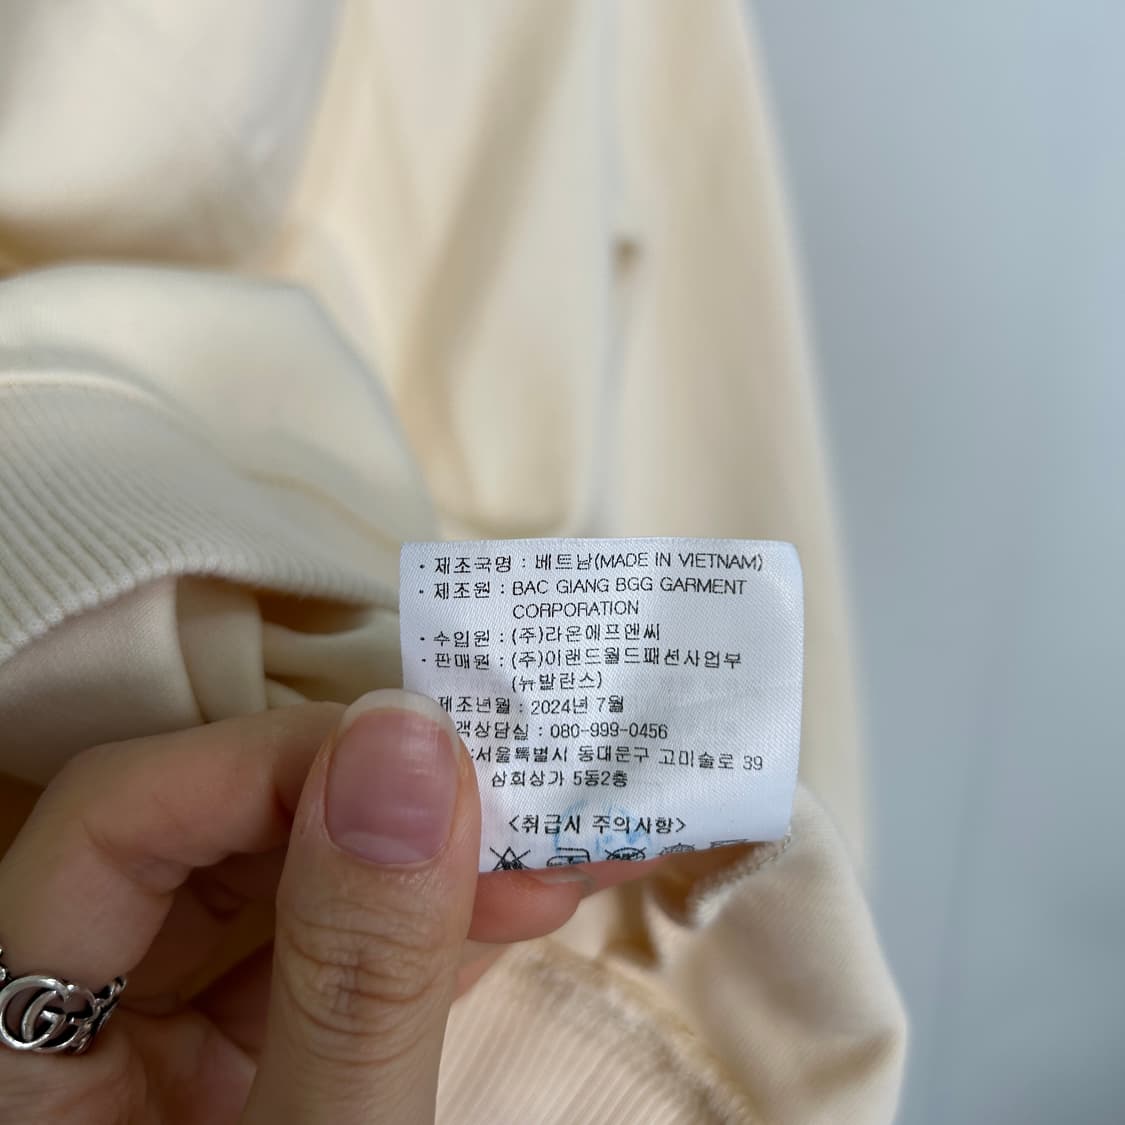 · 제조국명 : 베트남(MADE IN VIETNAM)
· 제조원 : BAC GIANG BGG GARMENT
CORPORATION
· 수입원 : (주)라온에프엔씨
· 판매원 : (주)이랜드월드패션사업부
(뉴발란스)
제조년월 : 2024년 7월
객상담실 : 080-999-0456
:서울특별시 동대문구 고미술로 39
삼희상가 5동2층
<취급시 주의사항>